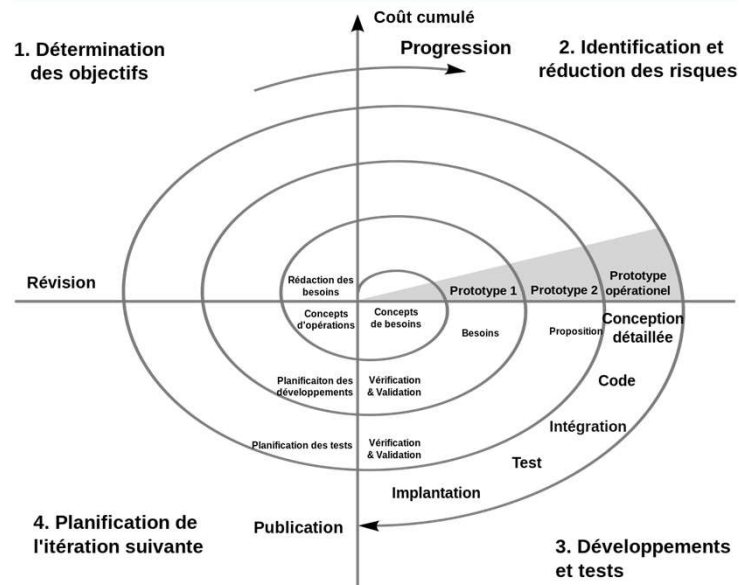 Coût cumulé
1. Détermination
des objectifs
Progression
2. Identification et
réduction des risques
Révision
Rédaction des
besoins
Prototype 1
Prototype 2
Prototype
opérationel
Concepts
d'opérations
Concepts
de besoins
Besoins
Proposition
Conception
détaillée
Planificaiton des
développements
Vérification
& Validation
Code
Planification des tests
Vérification
& Validation
Intégration
Test
Implantation
4. Planification de
l'itération suivante
Publication
3. Développements
et tests